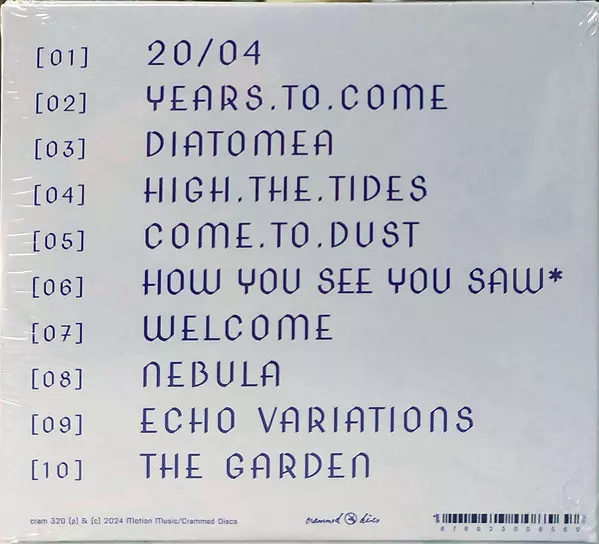 [01] 20/04
[02] YEARS.TO.COME
[03] DIATOMEA
[04] HIGH.THE.TIDES
[05] COME.TO.DUST
[06] HOW YOU SEE YOU SAW*
[07] WELCOME
[08] NEBULA
[09] ECHO VARIATIONS
[10] THE GARDEN
cram 320 (p) & (c) 2024 Motion Music/Crammed Discs
crammed discs